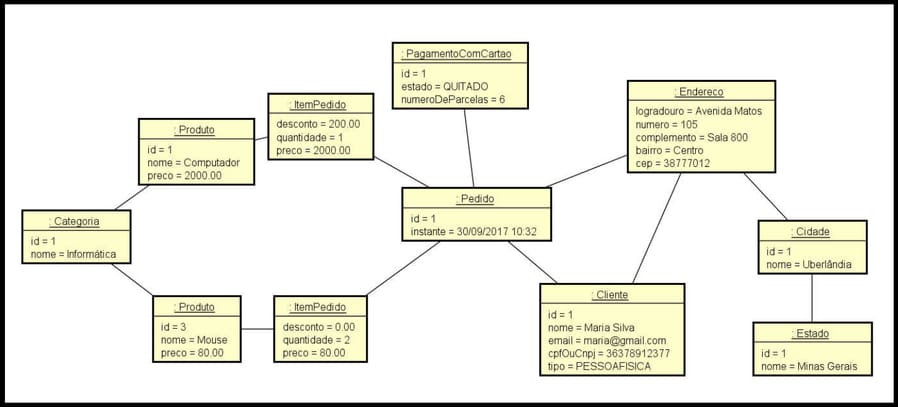 : PagamentoComCartao
id = 1
estado = QUITADO
numeroDeParcelas = 6
: Endereco
logradouro = Avenida Matos
numero = 105
complemento = Sala 800
bairro = Centro
cep = 38777012
: ItemPedido
desconto = 200.00
quantidade = 1
preco = 2000.00
: Produto
id = 1
nome = Computador
preco = 2000.00
: Pedido
id = 1
instante = 30/09/2017 10:32
: Categoria
id = 1
nome = Informática
: Cidade
id = 1
nome = Uberlândia
: Cliente
id = 1
nome = Maria Silva
email = maria@gmail.com
cpfOuCnpj = 36378912377
tipo = PESSOAFISICA
: Produto
id = 3
nome = Mouse
preco = 80.00
: ItemPedido
desconto = 0.00
quantidade = 2
preco = 80.00
: Estado
id = 1
nome = Minas Gerais